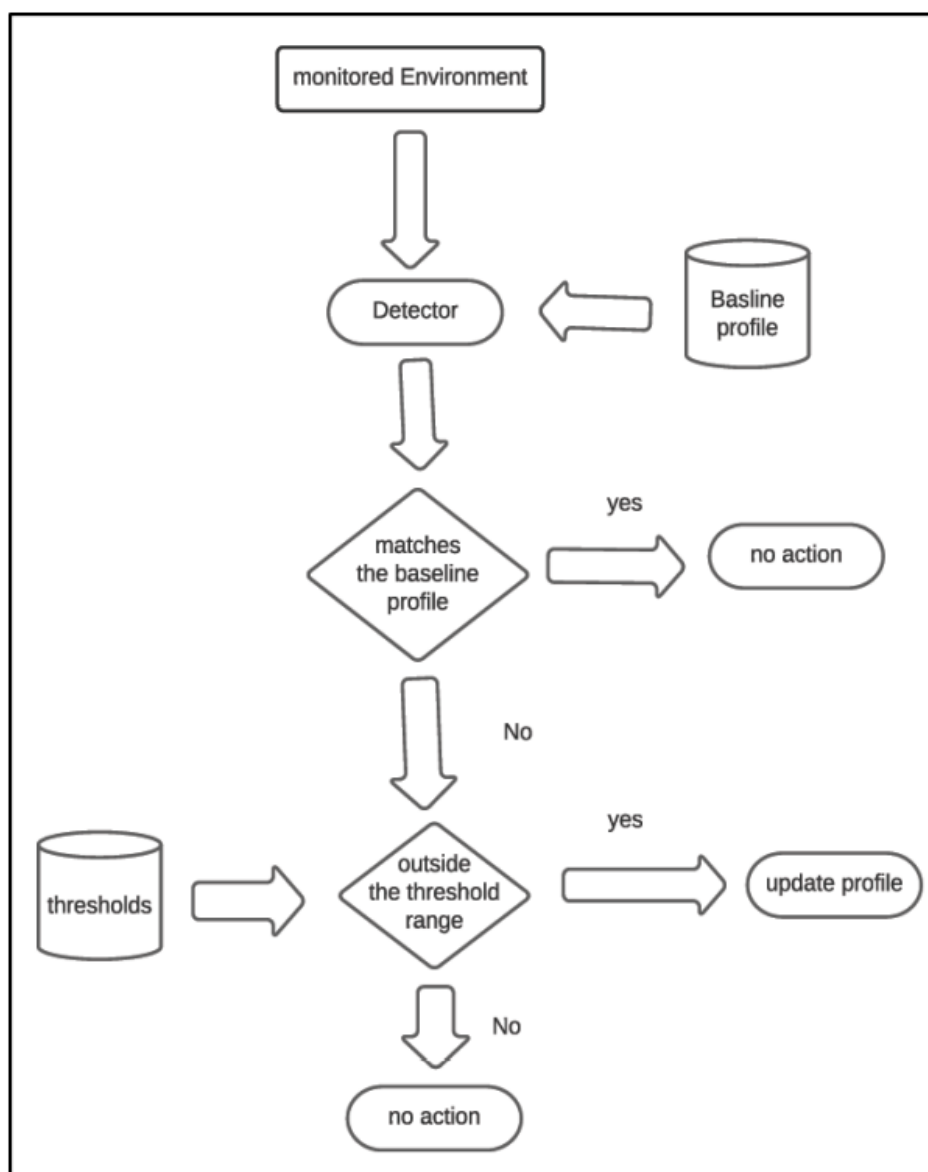 monitored Environment
Detector
Basline
profile
matches
the baseline
profile
yes
no action
No
thresholds
outside
the threshold
range
yes
update profile
No
no action